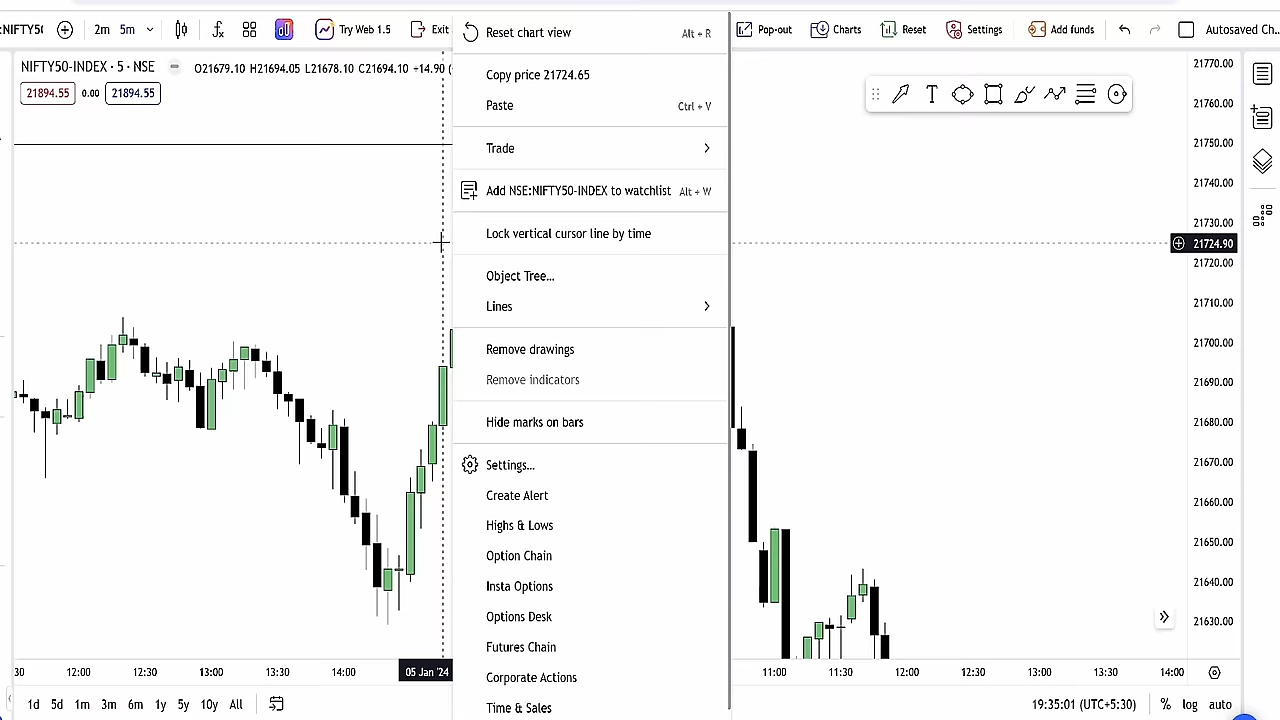 :NIFTY50
2m 5m
Try Web 1.5
Exit
Pop-out
Charts
Reset
Settings
Add funds
Autosaved Ch...
NIFTY50-INDEX · 5 · NSE
O21679.10 H21694.05 L21678.10 C21694.10 +14.90 (
21894.55 0.00 21894.55
Reset chart view Alt + R
Copy price 21724.65
Paste Ctrl + V
Trade
Add NSE:NIFTY50-INDEX to watchlist Alt + W
Lock vertical cursor line by time
Object Tree...
Lines
Remove drawings
Remove indicators
Hide marks on bars
Settings...
Create Alert
Highs & Lows
Option Chain
Insta Options
Options Desk
Futures Chain
Corporate Actions
Time & Sales
21770.00
21760.00
21750.00
21740.00
21730.00
21724.90
21720.00
21710.00
21700.00
21690.00
21680.00
21670.00
21660.00
21650.00
21640.00
21630.00
30 12:00 12:30 13:00 13:30 14:00 05 Jan '24 11:00 11:30 12:00 12:30 13:00 13:30 14:00
1d 5d 1m 3m 6m 1y 5y 10y All
19:35:01 (UTC+5:30) % log auto